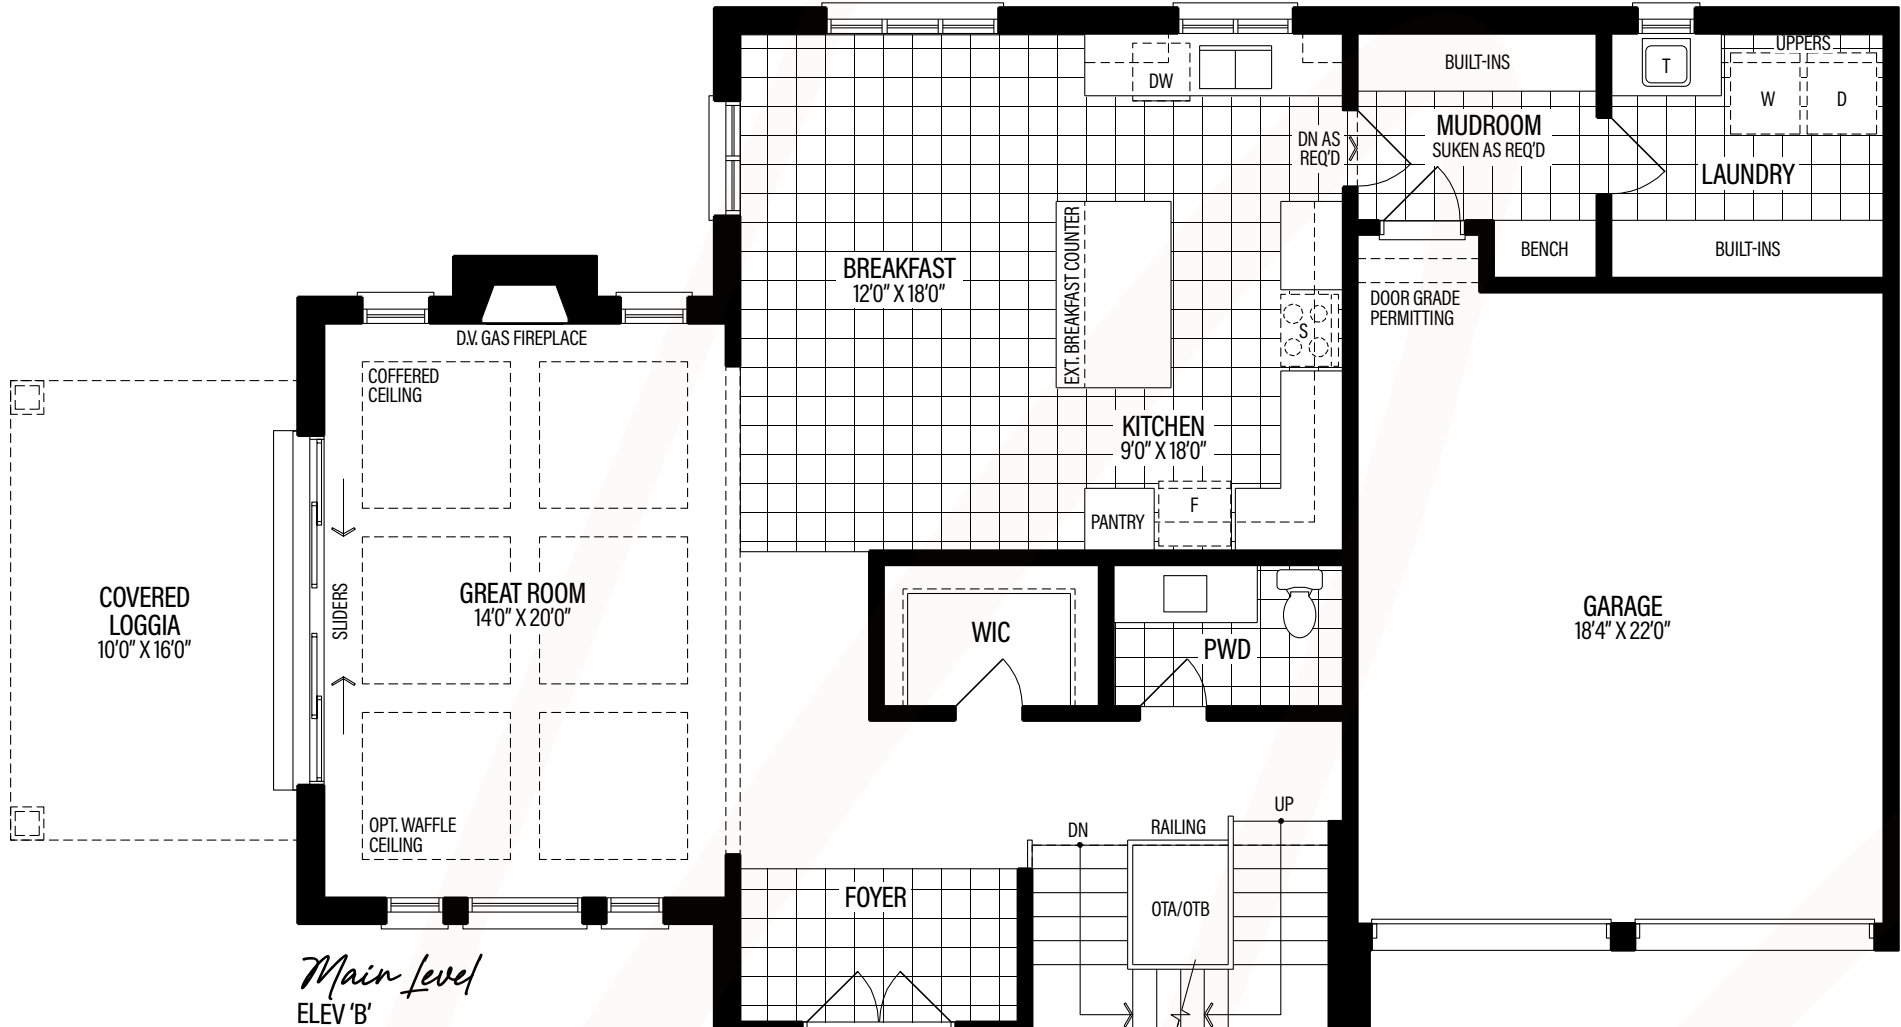 UPPERS
BUILT-INS
T
DW
W
D
MUDROOM
SUKEN AS REQ'D
DN AS
REQ'D
LAUNDRY
EXT. BREAKFAST COUNTER
BENCH
BUILT-INS
BREAKFAST
12'0" X 18'0"
DOOR GRADE
PERMITTING
S
D.V. GAS FIREPLACE
COFFERED
CEILING
KITCHEN
9'0" X 18'0"
F
PANTRY
COVERED
LOGGIA
10'0" X 16'0"
SLIDERS
GREAT ROOM
14'0" X 20'0"
WIC
PWD
GARAGE
18'4" X 22'0"
OPT. WAFFLE
CEILING
UP
DN
RAILING
FOYER
OTA/OTB
Main Level
ELEV 'B'